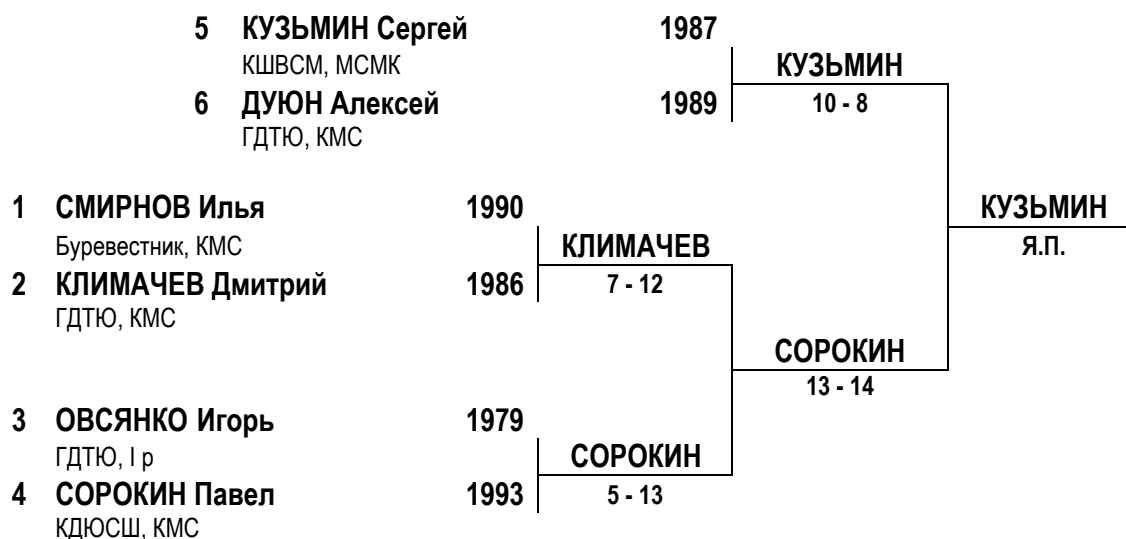 5 КУЗЬМИН Сергей 1987
КШВСМ, МСМК
КУЗЬМИН
6 ДУЮН Алексей 1989
10 - 8
ГДТЮ, КМС
1 СМИРНОВ Илья 1990
КУЗЬМИН
Буревестник, КМС
КЛИМАЧЕВ
Я.П.
2 КЛИМАЧЕВ Дмитрий 1986
7 - 12
ГДТЮ, КМС
СОРОКИН
13 - 14
3 ОВСЯНКО Игорь 1979
ГДТЮ, I р
СОРОКИН
4 СОРОКИН Павел 1993
5 - 13
КДЮСШ, КМС